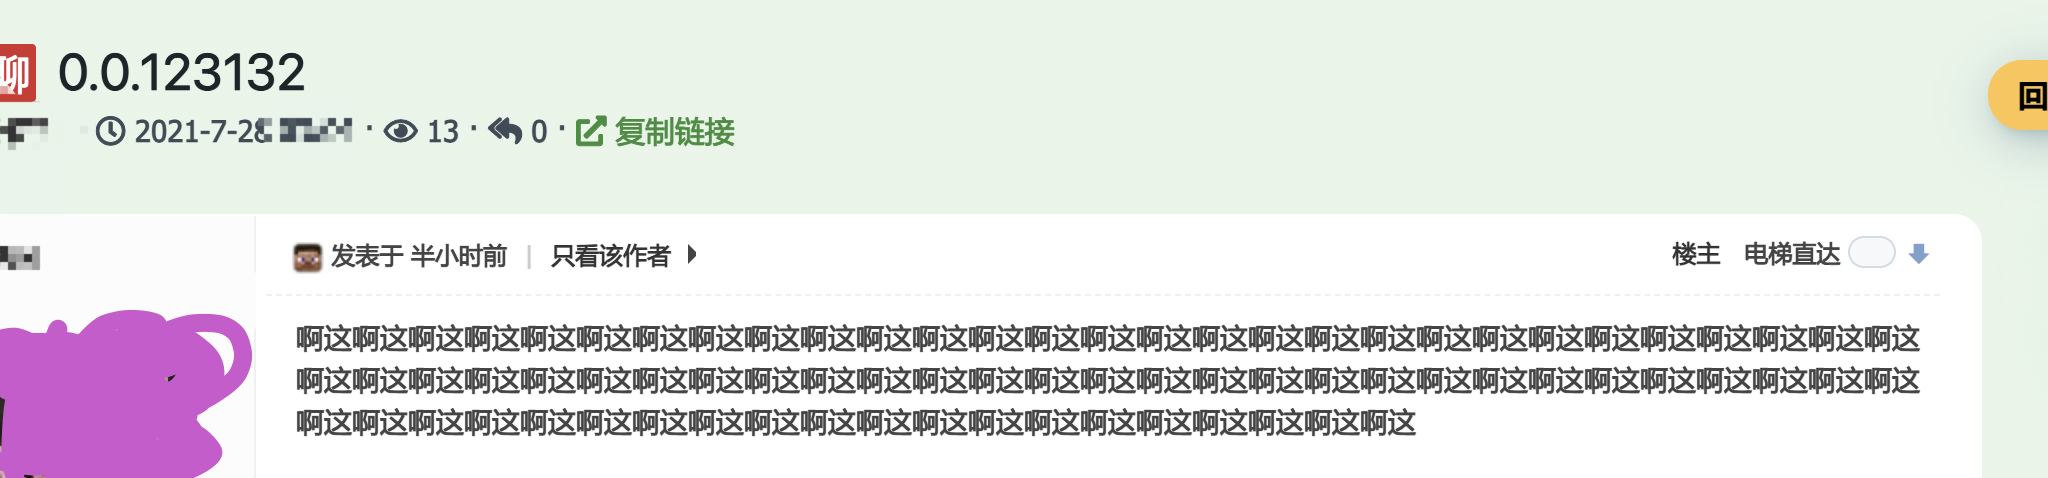 聊 0.0.123132
2021-7-28 · 13 · 0 · 复制链接
回
发表于 半小时前 | 只看该作者
楼主 电梯直达
啊这啊这啊这啊这啊这啊这啊这啊这啊这啊这啊这啊这啊这啊这啊这啊这啊这啊这啊这啊这啊这啊这啊这啊这啊这啊这啊这啊这啊这
啊这啊这啊这啊这啊这啊这啊这啊这啊这啊这啊这啊这啊这啊这啊这啊这啊这啊这啊这啊这啊这啊这啊这啊这啊这啊这啊这啊这啊这
啊这啊这啊这啊这啊这啊这啊这啊这啊这啊这啊这啊这啊这啊这啊这啊这啊这啊这啊这啊这